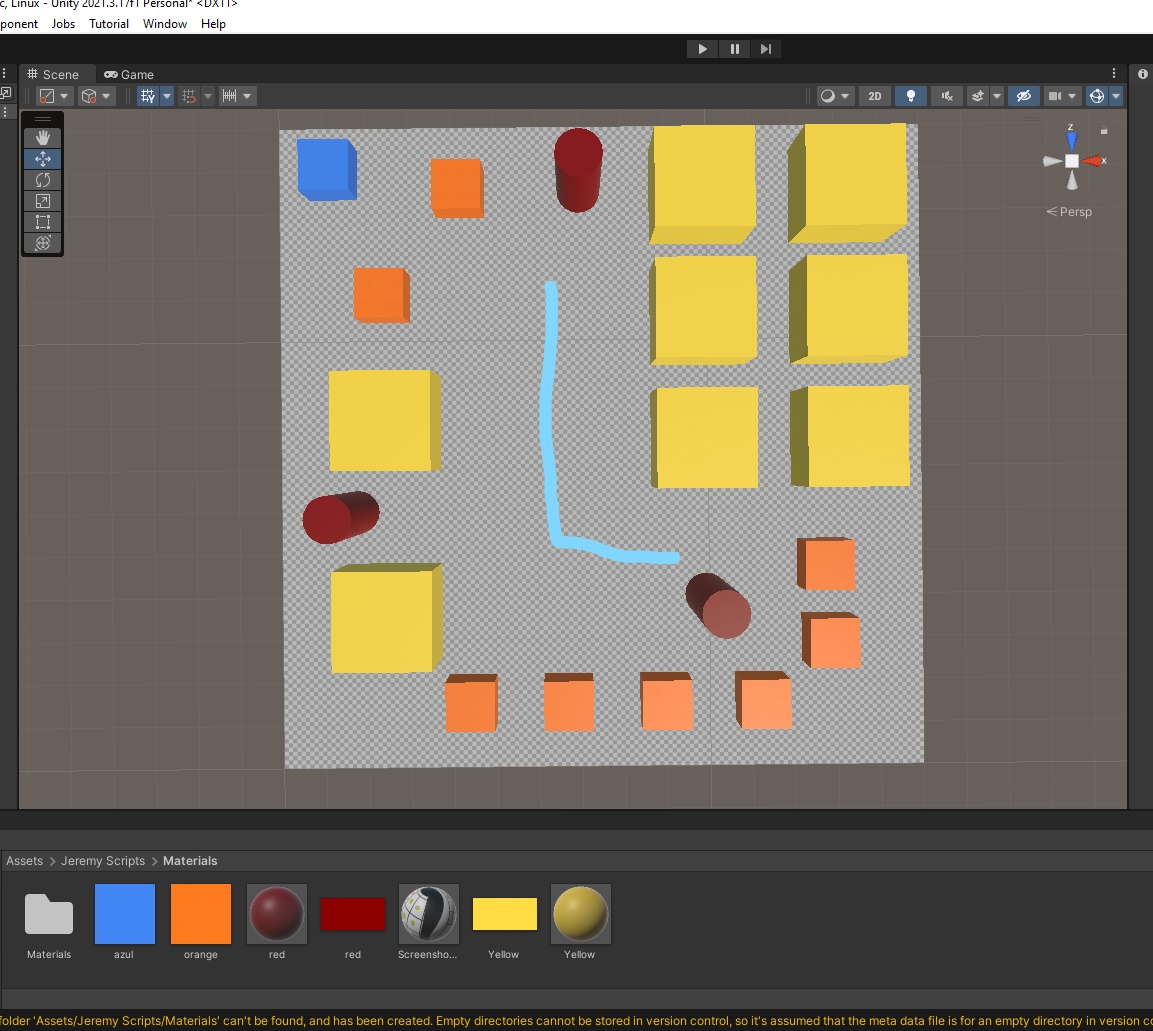 c, Linux - Unity 2021.3.17f1 Personal* <DX11>
ponent Jobs Tutorial Window Help
Scene Game
2D
z
x
Persp
Assets > Jeremy Scripts > Materials
Materials azul orange red red Screensho... Yellow Yellow
folder 'Assets/Jeremy Scripts/Materials' can't be found, and has been created. Empty directories cannot be stored in version control, so it's assumed that the meta data file is for an empty directory in version co